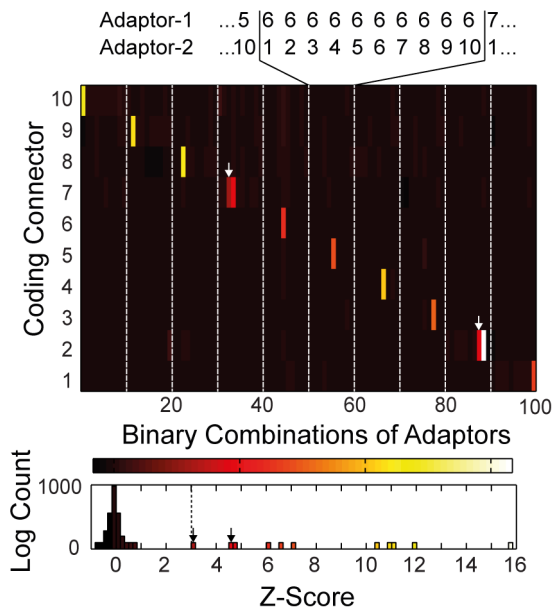 Adaptor-1 ...5 6 6 6 6 6 6 6 6 6 6 7...
Adaptor-2 ...10 1 2 3 4 5 6 7 8 9 10 1...
Coding Connector
10
9
8
7
6
5
4
3
2
1
20 40 60 80 100
Binary Combinations of Adaptors
Log Count
1000
0
0 2 4 6 8 10 12 14 16
Z-Score